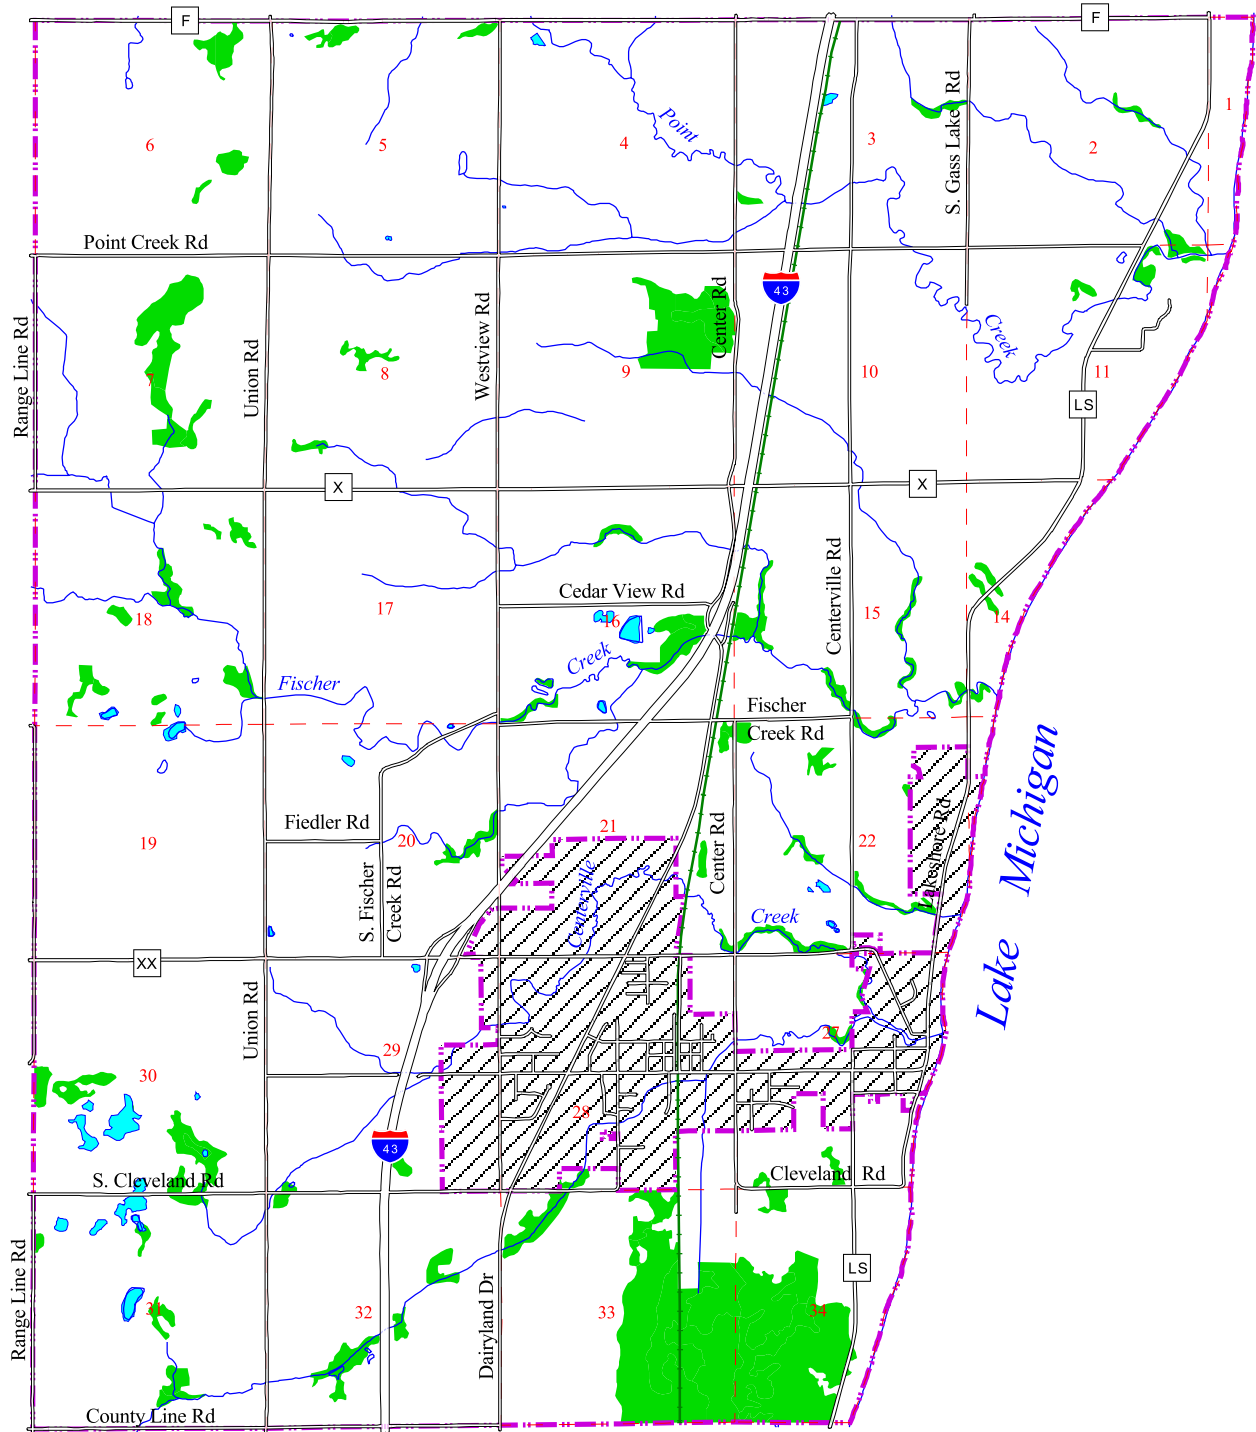 F
F
1
6
5
4
3
2
Point
S. Gass Lake Rd
Point Creek Rd
43
Range Line Rd
Union Rd
Westview Rd
Center Rd
Creek
7
8
9
10
11
LS
X
X
Cedar View Rd
Centerville Rd
18
17
16
15
14
Fischer
Creek
Fischer
Creek Rd
Lake Michigan
19
Fiedler Rd
20
21
22
S. Fischer
Creek Rd
Center Rd
Lakeshore Rd
Centerville
Creek
XX
Union Rd
30
29
28
27
43
S. Cleveland Rd
Cleveland Rd
Range Line Rd
Dairyland Dr
LS
31
32
33
34
County Line Rd